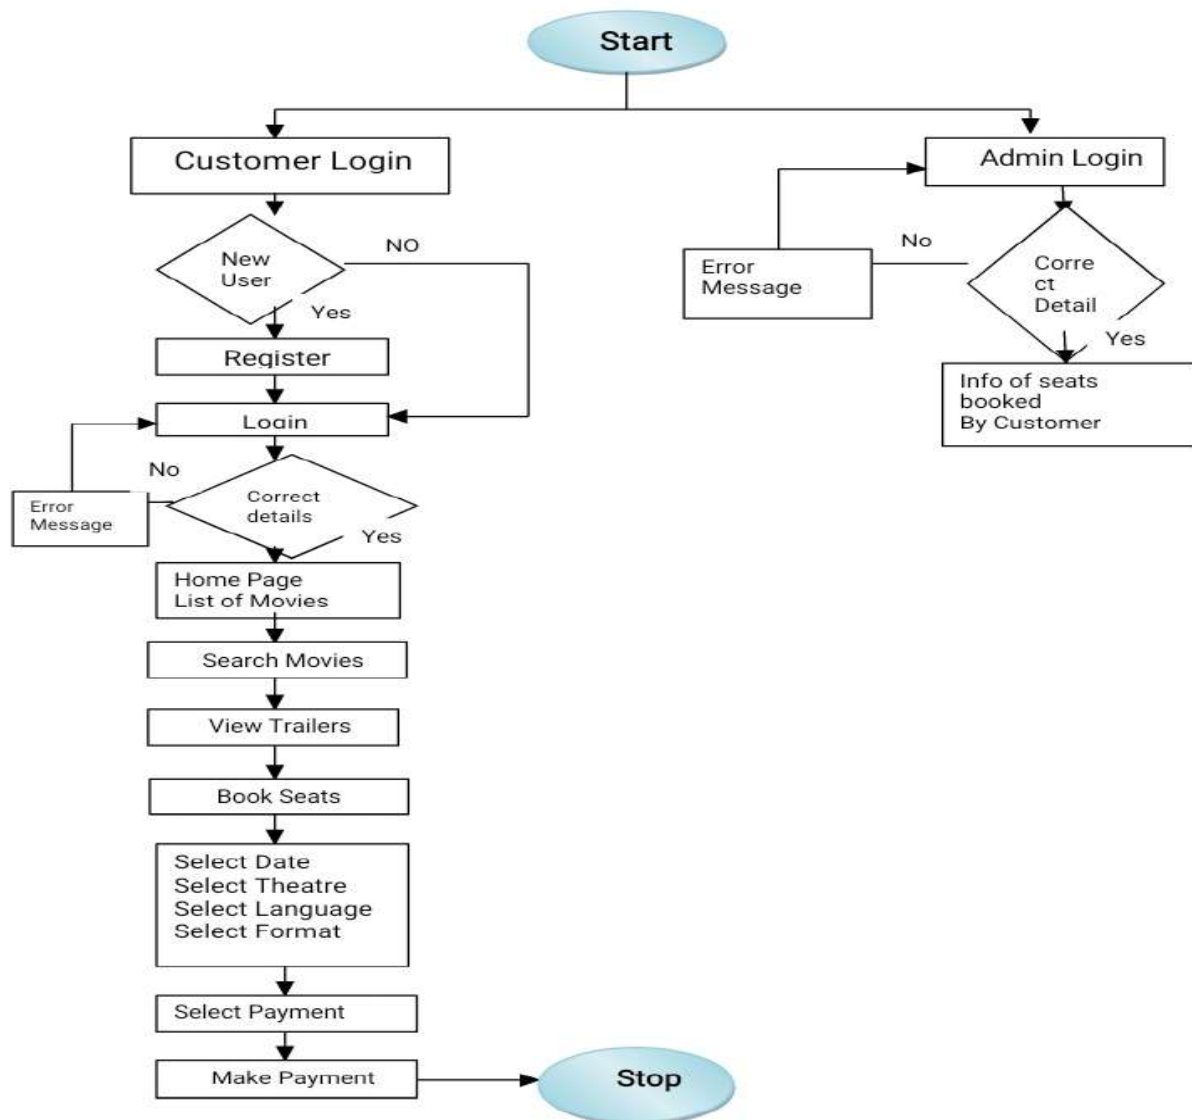 Start
Customer Login
Admin Login
New
User
NO
Yes
Register
Login
No
Error
Message
Correct
details
Yes
Home Page
List of Movies
Search Movies
View Trailers
Book Seats
Select Date
Select Theatre
Select Language
Select Format
Select Payment
Make Payment
Stop
No
Error
Message
Corre
ct
Detail
Yes
Info of seats
booked
By Customer